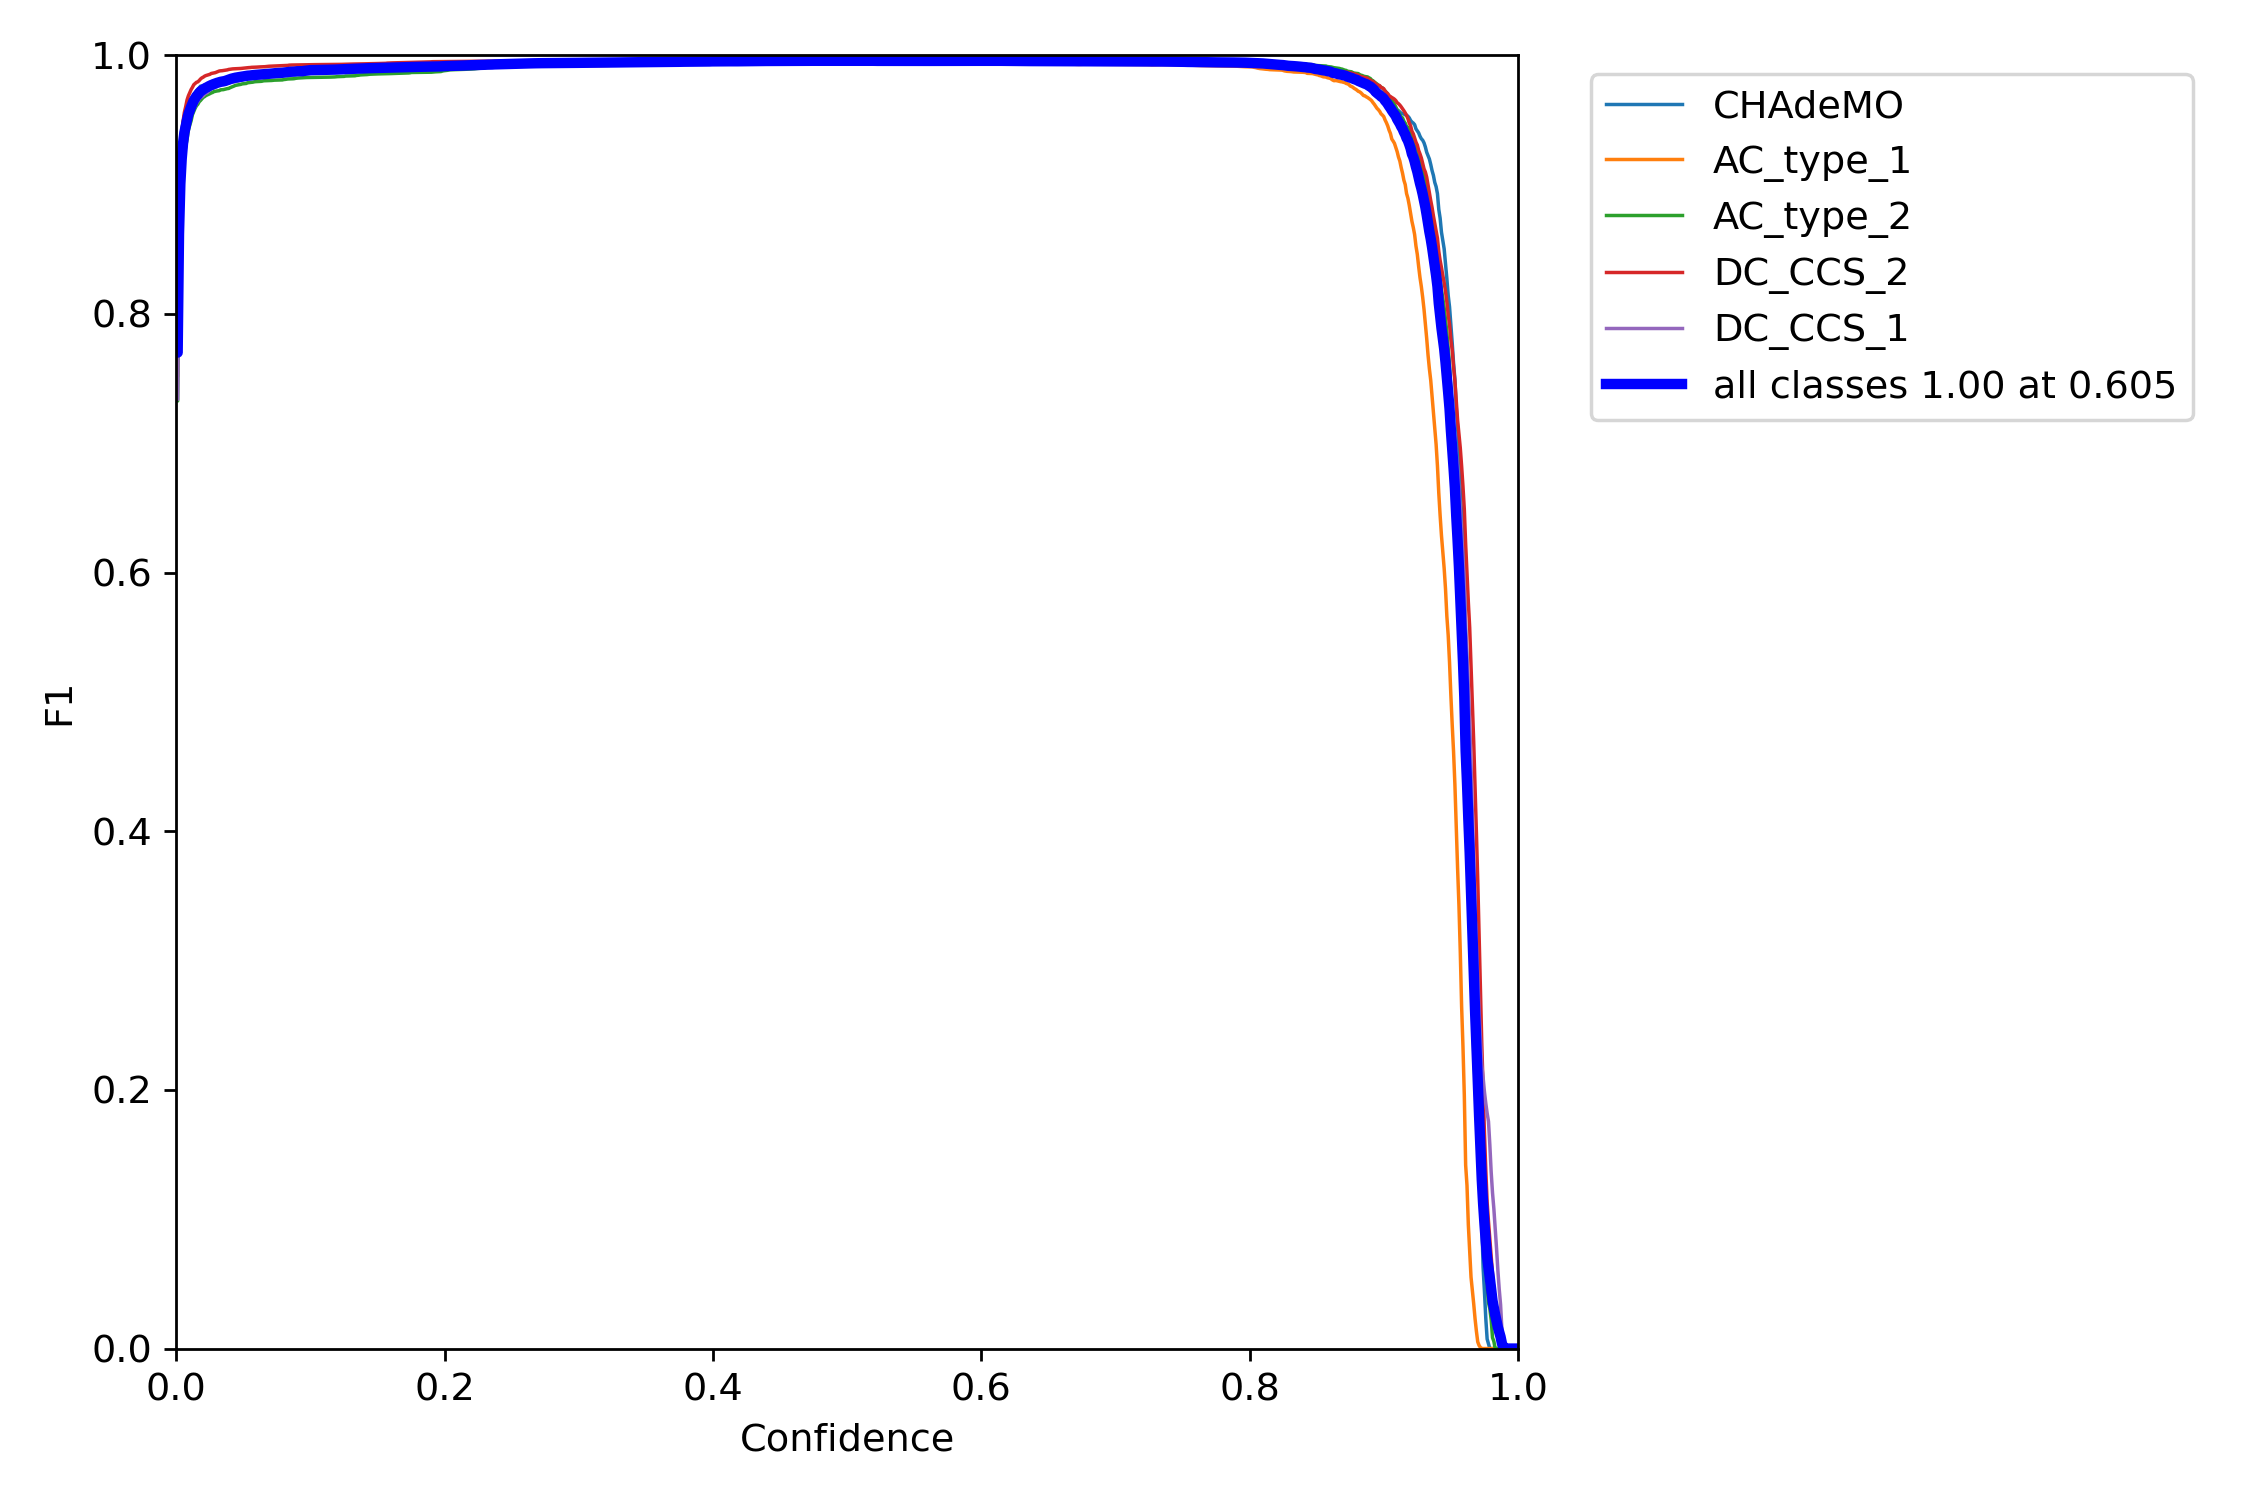 1.0
0.8
0.6
0.4
0.2
0.0
F1
0.0 0.2 0.4 0.6 0.8 1.0
Confidence
CHAdeMO
AC_type_1
AC_type_2
DC_CCS_2
DC_CCS_1
all classes 1.00 at 0.605